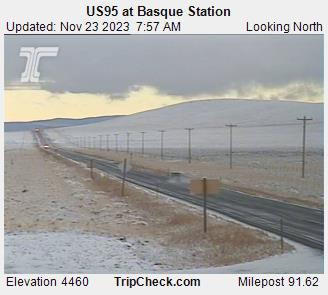 US95 at Basque Station
Updated: Nov 23 2023 7:57 AM Looking North
Elevation 4460 TripCheck.com Milepost 91.62